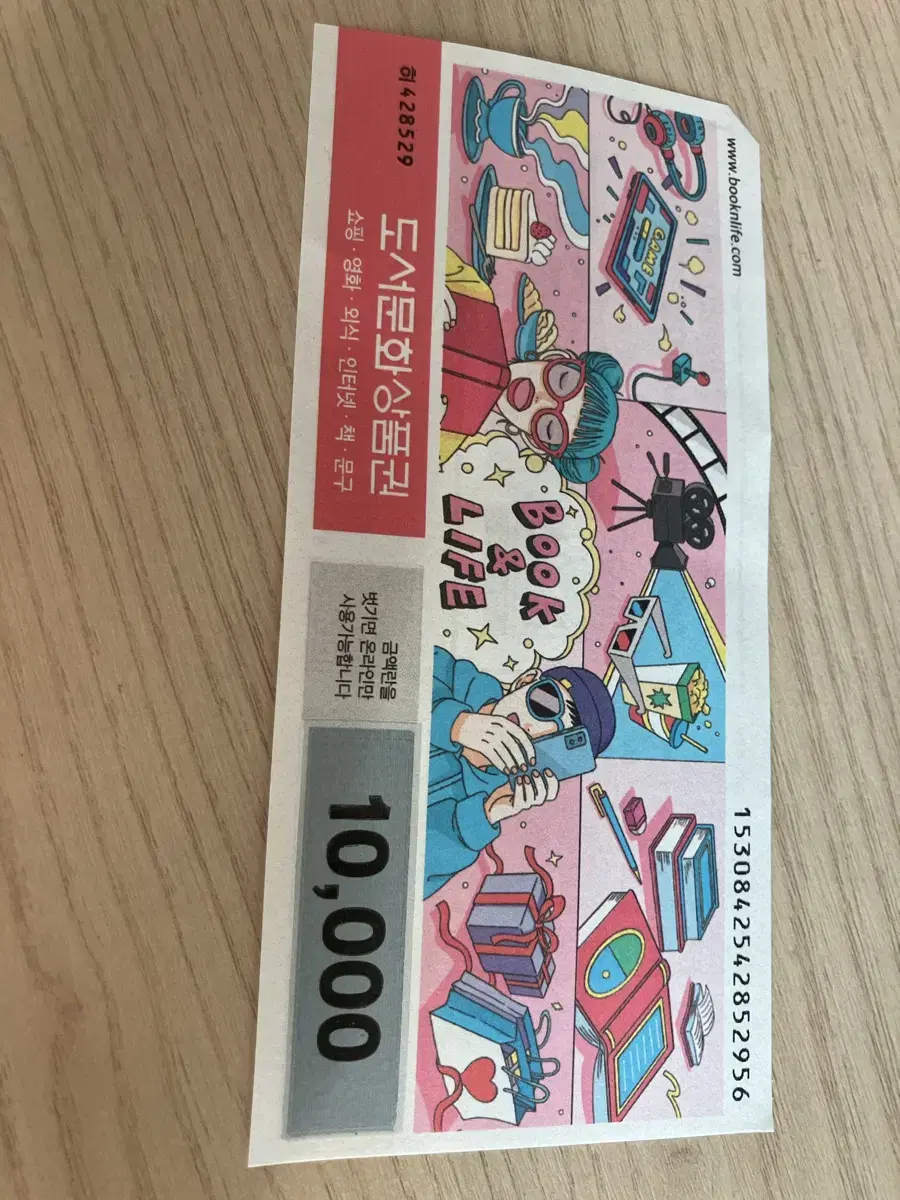 www.booknlife.com
1530842542852956
GAME
BOOK
&
LIFE
히428529
도서문화상품권
쇼핑·영화·외식·인터넷·책·문구
금액란을
벗기면 온라인만
사용가능합니다
10,000